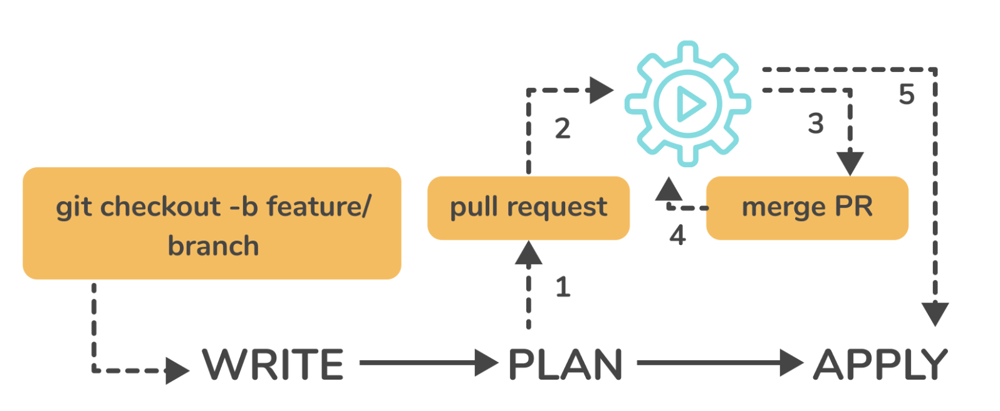 git checkout -b feature/
branch
pull request
merge PR
1
2
3
4
5
WRITE
PLAN
APPLY